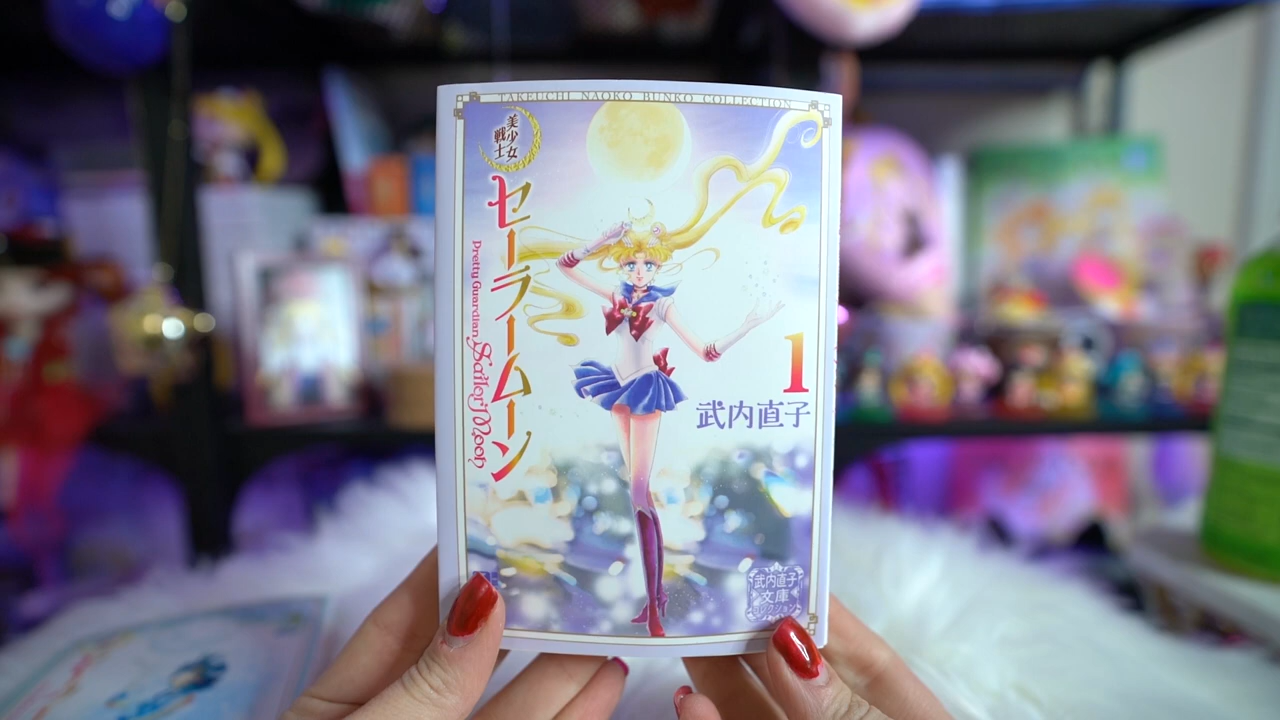 TAKEUCHI NAOKO BUNKO COLLECTION
美少女
戦士
セーラームーン
Pretty Guardian Sailor Moon
1
武内直子
武内直子
文庫
セレクション